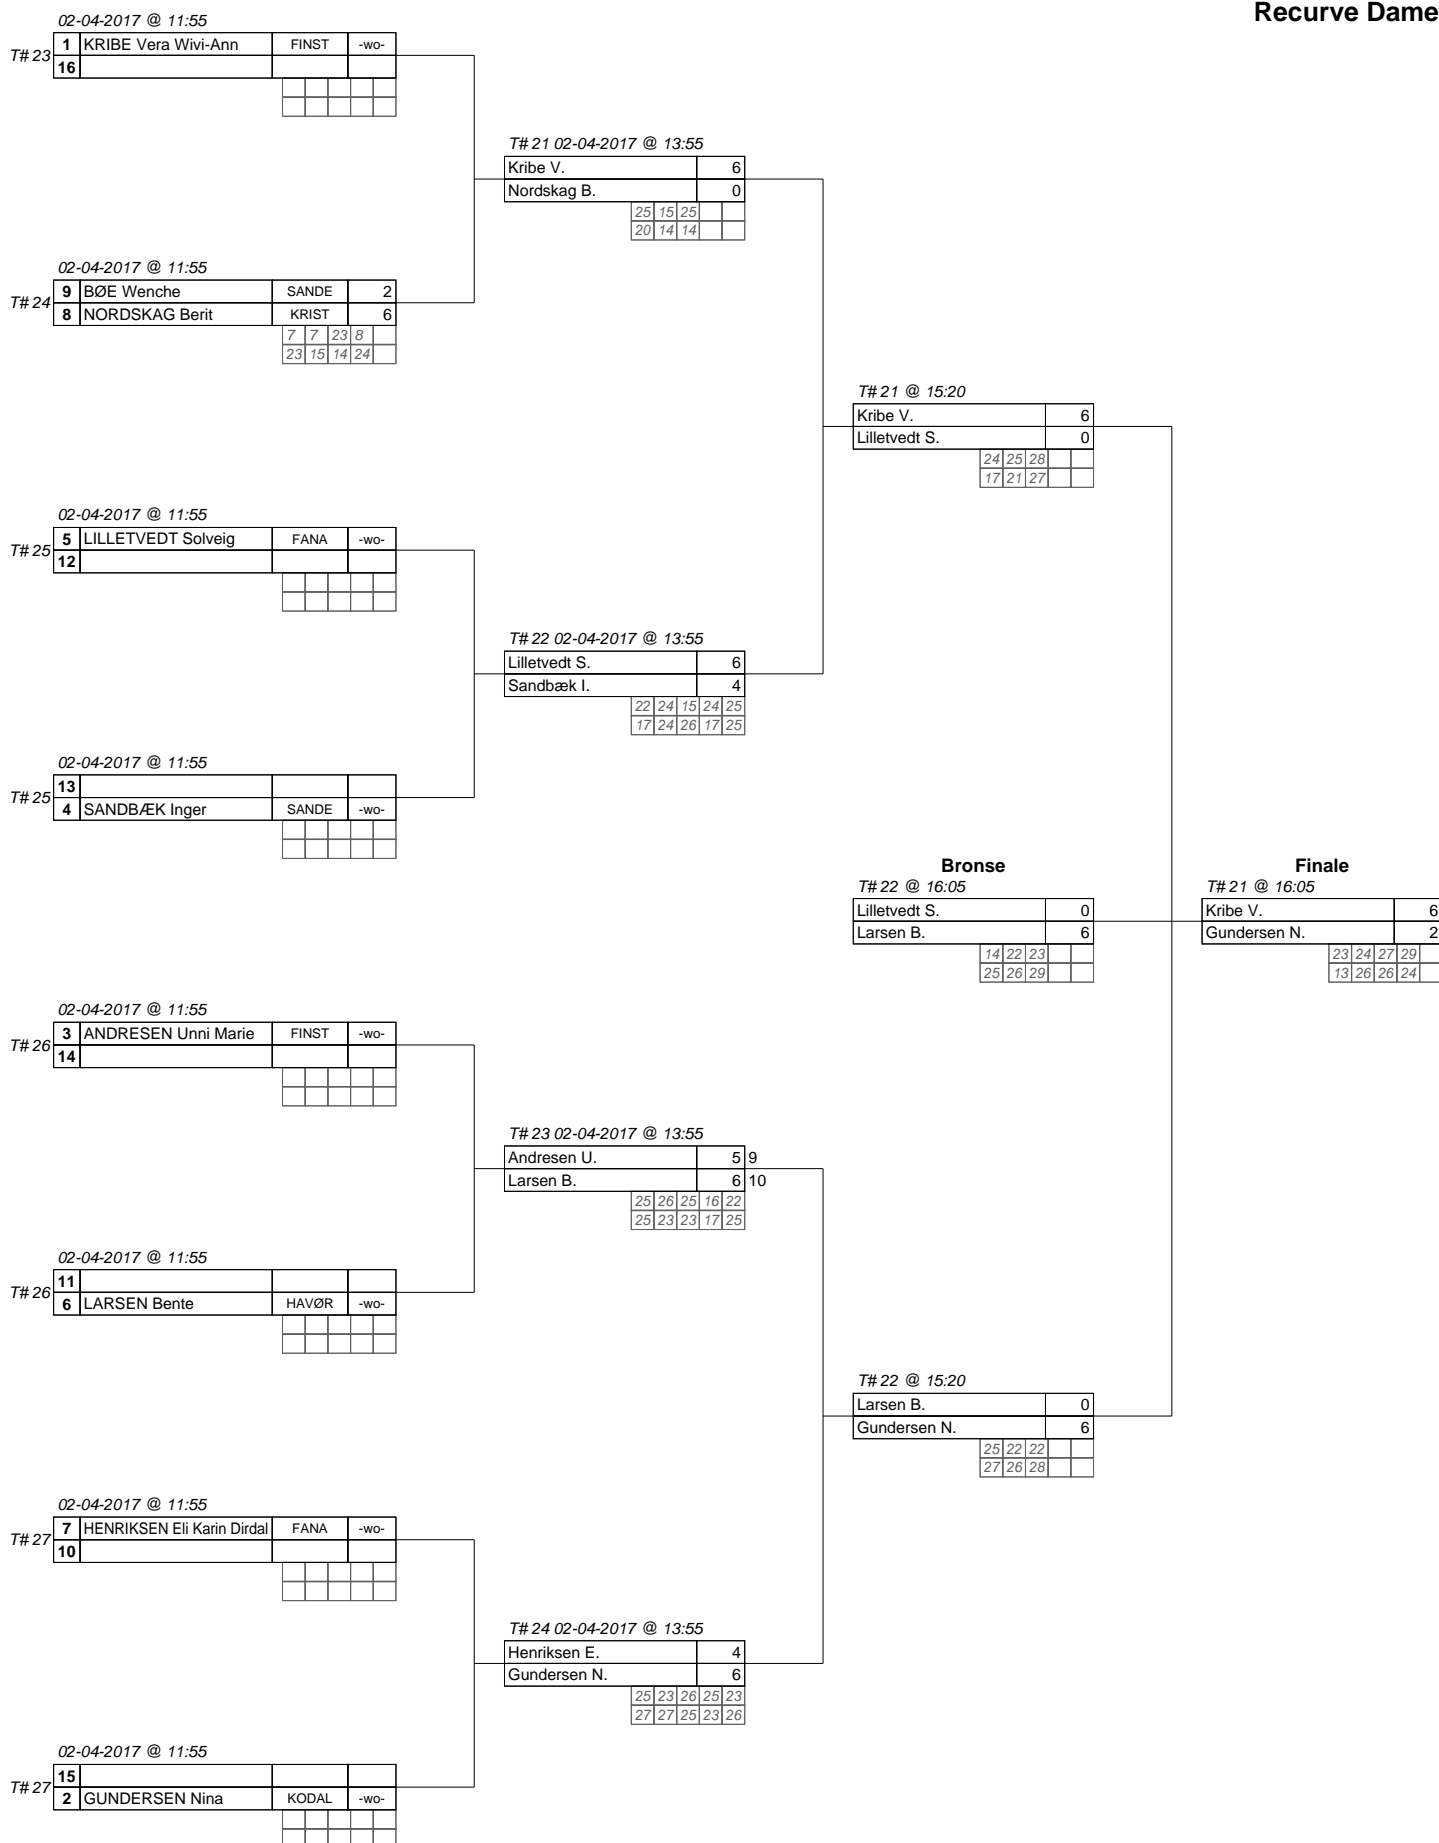 Recurve Dame
02-04-2017 @ 11:55
T# 23
1 KRIBE Vera Wivi-Ann FINST -wo-
16
T# 21 02-04-2017 @ 13:55
Kribe V. 6
Nordskag B. 0
25 15 25
20 14 14
02-04-2017 @ 11:55
T# 24
9 BØE Wenche SANDE 2
8 NORDSKAG Berit KRIST 6
7 7 23 8
23 15 14 24
T# 21 @ 15:20
Kribe V. 6
Lilletvedt S. 0
24 25 28
17 21 27
02-04-2017 @ 11:55
T# 25
5 LILLETVEDT Solveig FANA -wo-
12
T# 22 02-04-2017 @ 13:55
Lilletvedt S. 6
Sandbæk I. 4
22 24 15 24 25
17 24 26 17 25
02-04-2017 @ 11:55
T# 25
13
4 SANDBÆK Inger SANDE -wo-
Bronse
T# 22 @ 16:05
Lilletvedt S. 0
Larsen B. 6
14 22 23
25 26 29
Finale
T# 21 @ 16:05
Kribe V. 6
Gundersen N. 2
23 24 27 29
13 26 26 24
02-04-2017 @ 11:55
T# 26
3 ANDRESEN Unni Marie FINST -wo-
14
T# 23 02-04-2017 @ 13:55
Andresen U. 5 9
Larsen B. 6 10
25 26 25 16 22
25 23 23 17 25
02-04-2017 @ 11:55
T# 26
11
6 LARSEN Bente HAVØR -wo-
T# 22 @ 15:20
Larsen B. 0
Gundersen N. 6
25 22 22
27 26 28
02-04-2017 @ 11:55
T# 27
7 HENRIKSEN Eli Karin Dirdal FANA -wo-
10
T# 24 02-04-2017 @ 13:55
Henriksen E. 4
Gundersen N. 6
25 23 26 25 23
27 27 25 23 26
02-04-2017 @ 11:55
T# 27
15
2 GUNDERSEN Nina KODAL -wo-